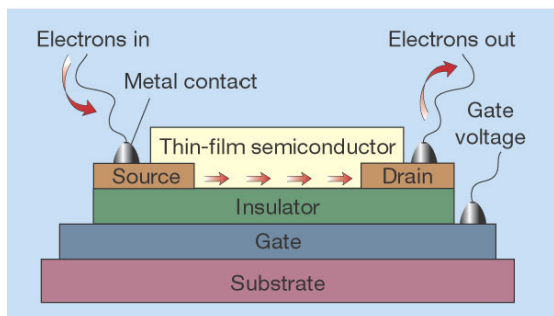 Electrons in
Electrons out
Metal contact
Gate
voltage
Thin-film semiconductor
Source
Drain
Insulator
Gate
Substrate